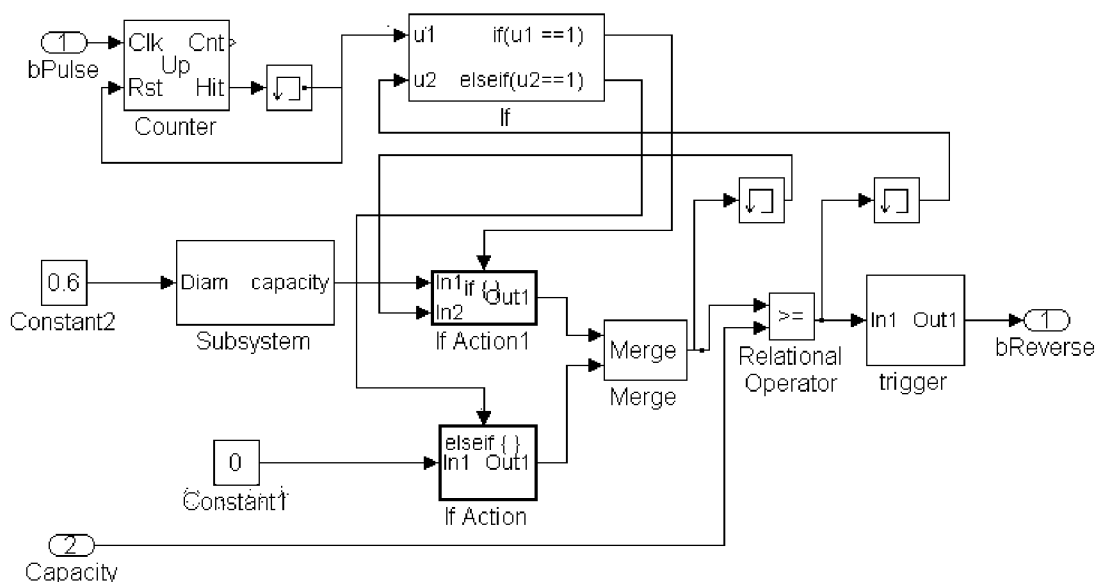 1
bPulse
Clk Cnt
Up
Rst Hit
Counter
u1 if(u1 ==1)
u2 elseif(u2==1)
If
0.6
Constant2
Diam capacity
Subsystem
In1 if { } Out1
In2
If Action1
Merge
Merge
>=
Relational
Operator
In1 Out1
trigger
1
bReverse
0
Constant1
elseif { }
In1 Out1
If Action
2
Capacity